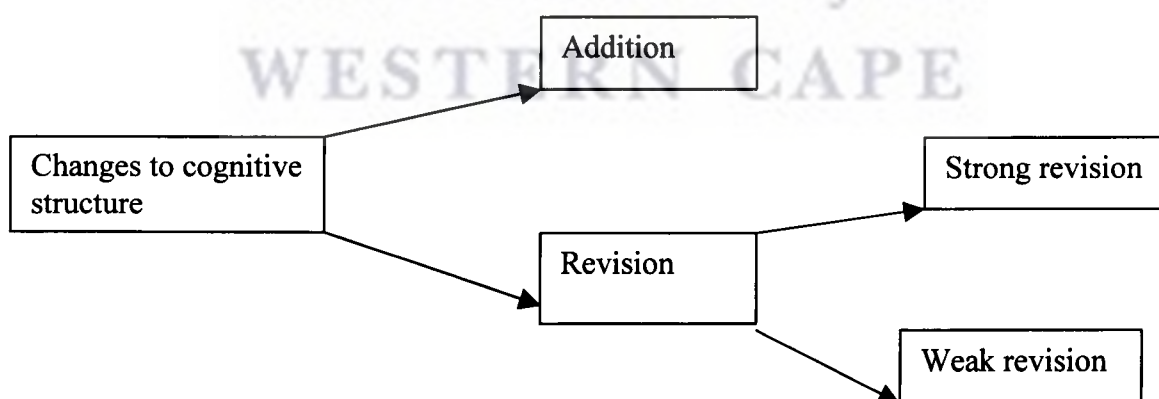 Addition
WESTERN CAPE
Changes to cognitive
structure
Strong revision
Revision
Weak revision